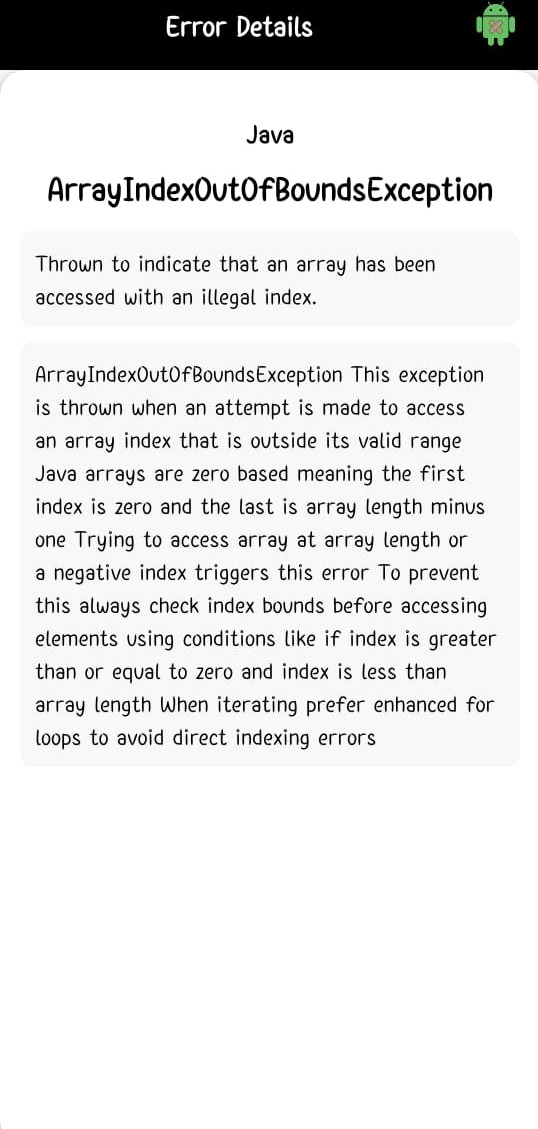 Error Details
Java
ArrayIndexOutOfBoundsException
Thrown to indicate that an array has been
accessed with an illegal index.
ArrayIndexOutOfBoundsException This exception
is thrown when an attempt is made to access
an array index that is outside its valid range
Java arrays are zero based meaning the first
index is zero and the last is array length minus
one Trying to access array at array length or
a negative index triggers this error To prevent
this always check index bounds before accessing
elements using conditions like if index is greater
than or equal to zero and index is less than
array length When iterating prefer enhanced for
loops to avoid direct indexing errors